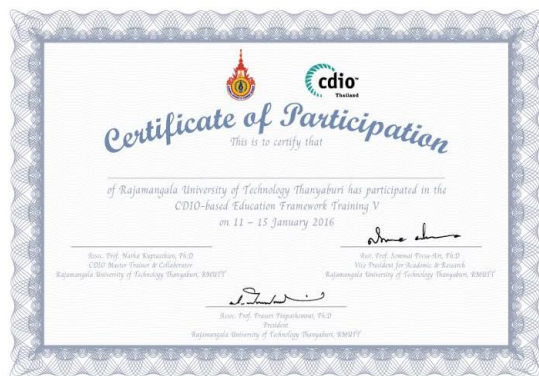 cdio™
Thailand
Certificate of Participation
This is to certify that
of Rajamangala University of Technology Thanyaburi has participated in the
CDIO-based Education Framework Training V
on 11 – 15 January 2016
Assoc. Prof. Natha Kuptasthien, Ph.D
CDIO Master Trainer & Collaborator
Rajamangala University of Technology Thanyaburi, RMUTT
Asst. Prof. Sommai Pivsa-Art, Ph.D
Vice President for Academic & Research
Rajamangala University of Technology Thanyaburi, RMUTT
Assoc. Prof. Prasert Pinpathomrat, Ph.D
President
Rajamangala University of Technology Thanyaburi, RMUTT